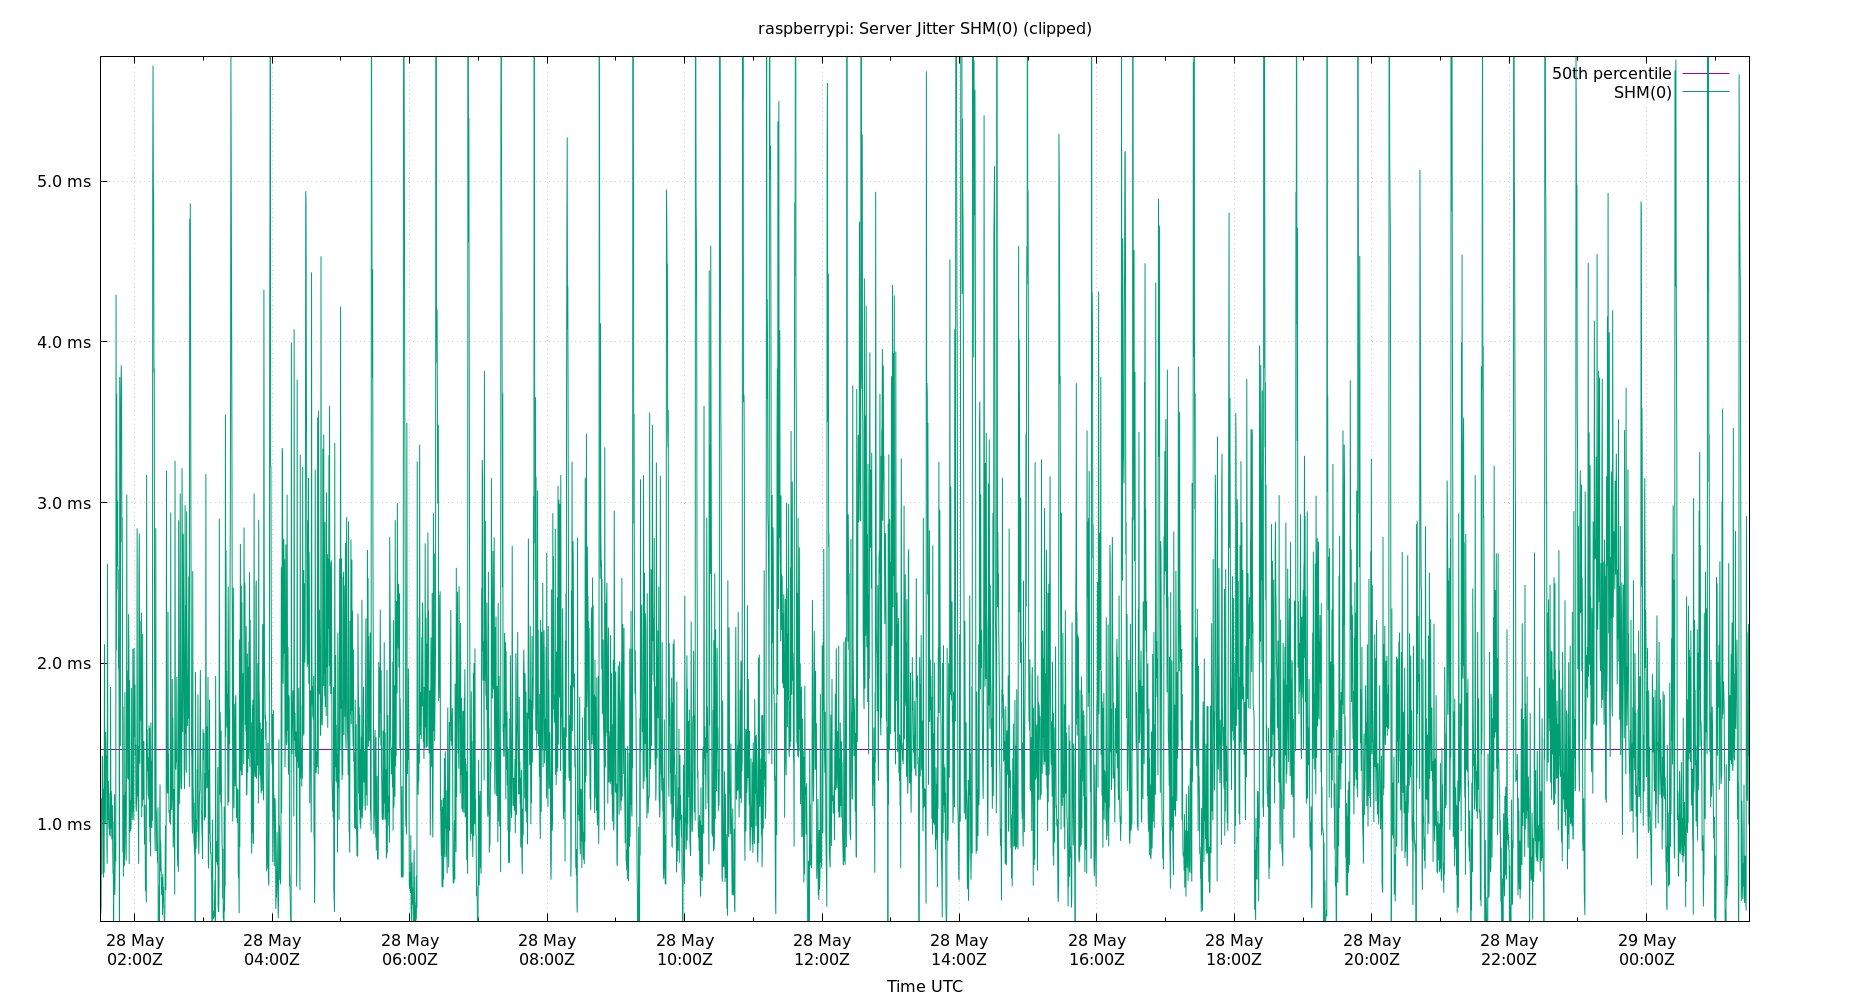 raspberrypi: Server Jitter SHM(0) (clipped)
50th percentile
SHM(0)
5.0 ms
4.0 ms
3.0 ms
2.0 ms
1.0 ms
28 May 28 May 28 May 28 May 28 May 28 May 28 May 28 May 28 May 28 May 28 May 29 May
02:00Z 04:00Z 06:00Z 08:00Z 10:00Z 12:00Z 14:00Z 16:00Z 18:00Z 20:00Z 22:00Z 00:00Z
Time UTC